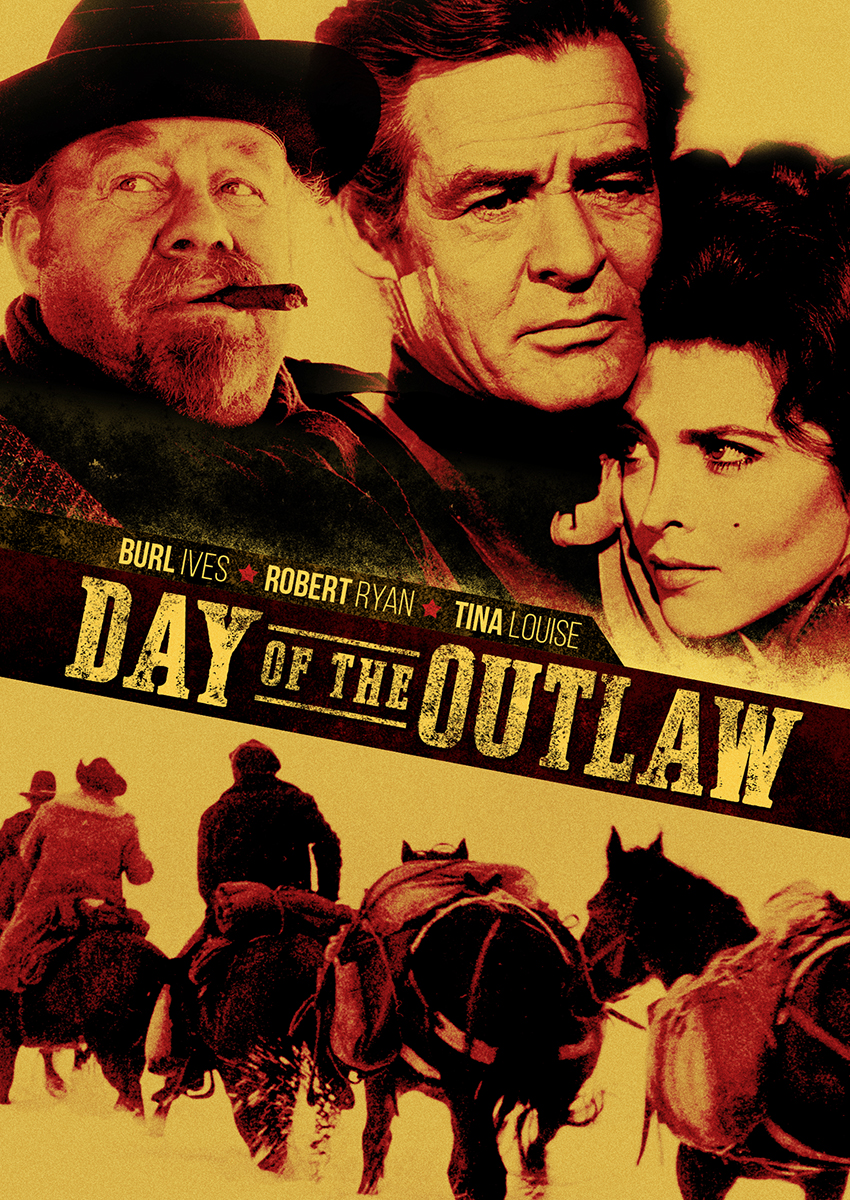 BURL IVES ★ ROBERT RYAN ★ TINA LOUISE
DAY OF THE OUTLAW